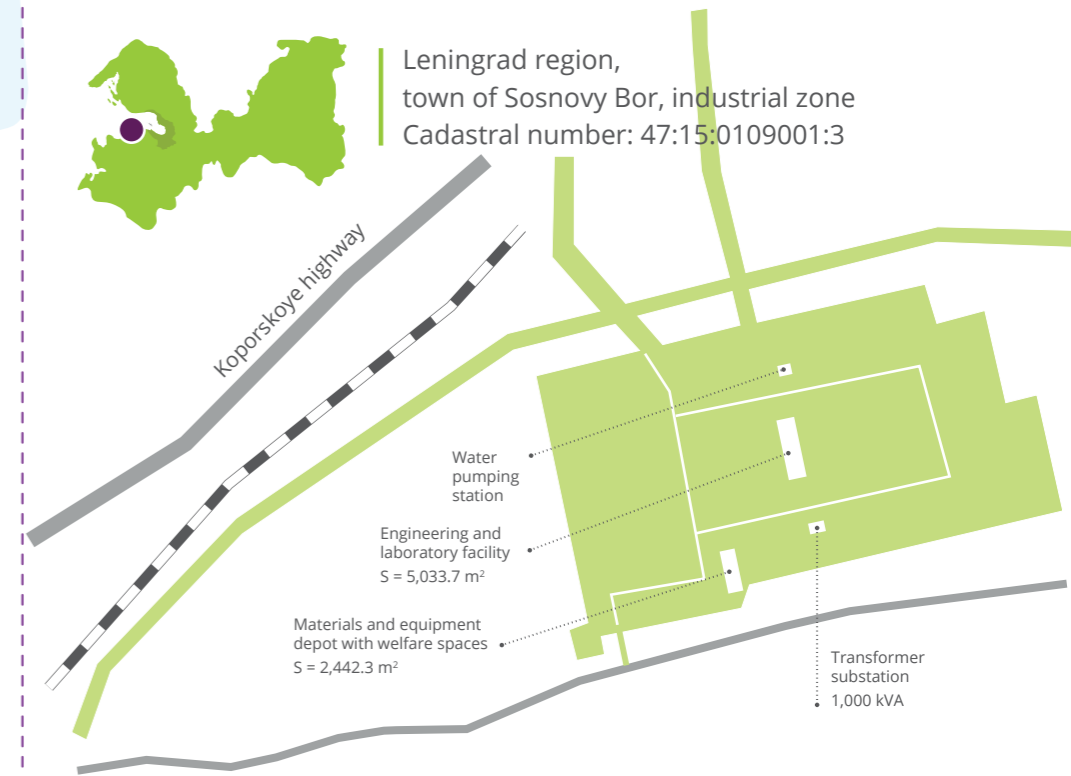 Leningrad region,
town of Sosnovy Bor, industrial zone
Cadastral number: 47:15:0109001:3
Koporskoye highway
Water
pumping
station
Engineering and
laboratory facility
S = 5,033.7 m²
Materials and equipment
depot with welfare spaces
S = 2,442.3 m²
Transformer
substation
1,000 kVA